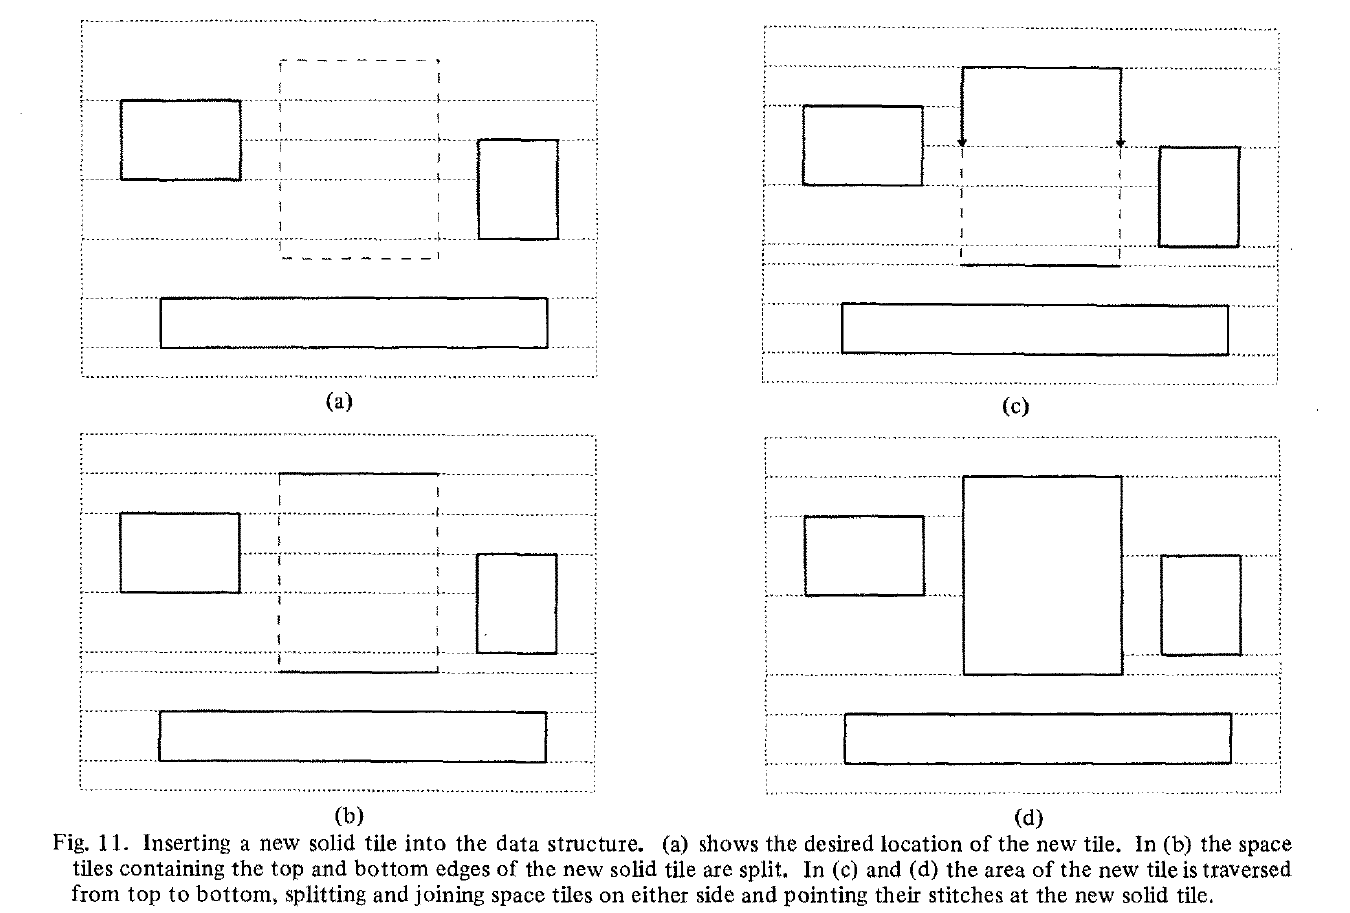 (a)
(c)
(b)
(d)
Fig. 11. Inserting a new solid tile into the data structure. (a) shows the desired location of the new tile. In (b) the space
tiles containing the top and bottom edges of the new solid tile are split. In (c) and (d) the area of the new tile is traversed
from top to bottom, splitting and joining space tiles on either side and pointing their stitches at the new solid tile.